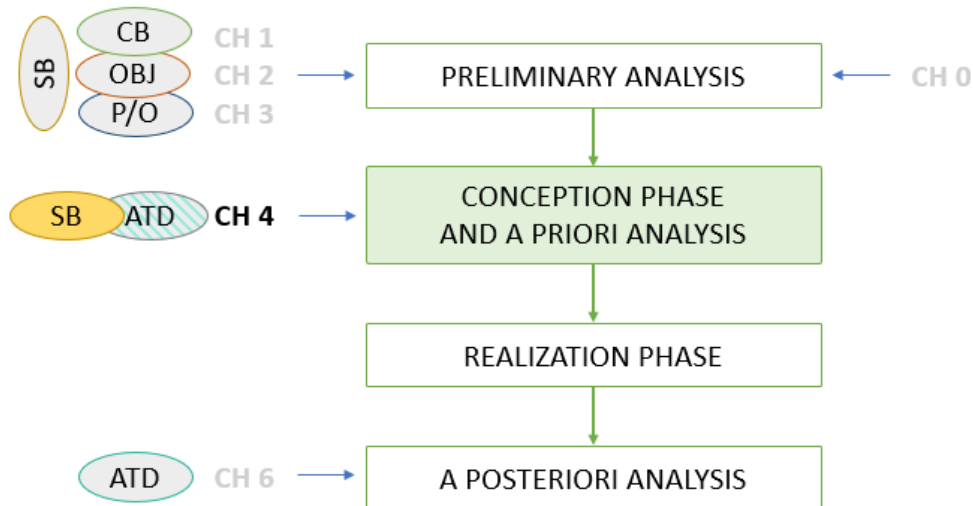 SB
CB
CH 1
OBJ
CH 2
P/O
CH 3
PRELIMINARY ANALYSIS
CH 0
SB
ATD
CH 4
CONCEPTION PHASE
AND A PRIORI ANALYSIS
REALIZATION PHASE
ATD
CH 6
A POSTERIORI ANALYSIS